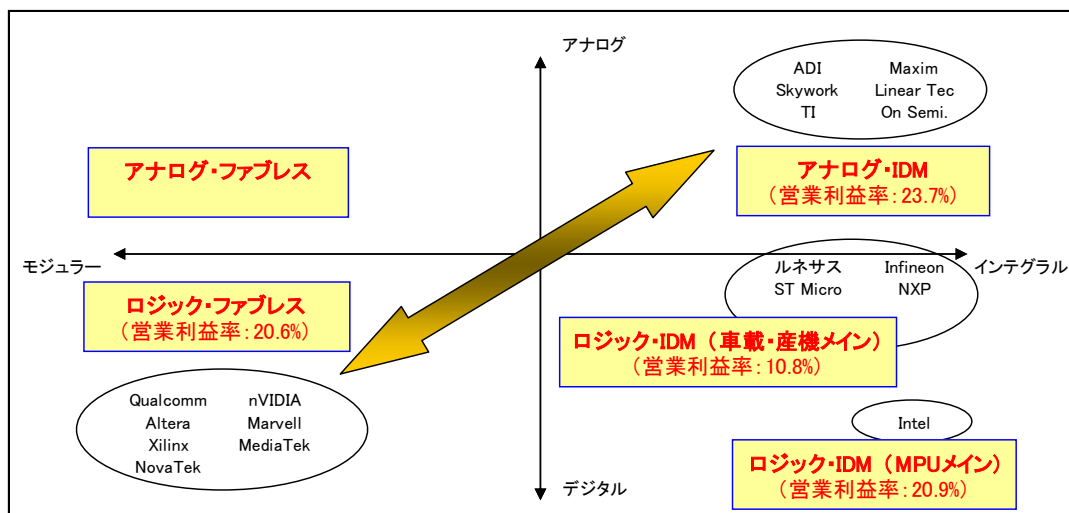 アナログ
ADI Maxim
Skywork Linear Tec
TI On Semi.
アナログ・ファブレス
アナログ・IDM
(営業利益率:23.7%)
モジュラー
インテグラル
ルネサス Infineon
ST Micro NXP
ロジック・ファブレス
(営業利益率:20.6%)
ロジック・IDM (車載・産機メイン)
(営業利益率:10.8%)
Qualcomm nVIDIA
Altera Marvell
Xilinx MediaTek
NovaTek
Intel
ロジック・IDM (MPUメイン)
(営業利益率:20.9%)
デジタル